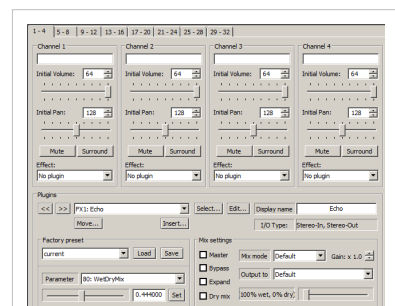 1 - 4 5 - 8 9 - 12 13 - 16 17 - 20 21 - 24 25 - 28 29 - 32
Channel 1 Channel 2 Channel 3 Channel 4
Initial Volume: 64 Initial Volume: 64 Initial Volume: 64 Initial Volume: 64
Initial Pan: 128 Initial Pan: 128 Initial Pan: 128 Initial Pan: 128
Mute Surround Mute Surround Mute Surround Mute Surround
Effect: Effect: Effect: Effect:
No plugin No plugin No plugin No plugin
Plugins
<< >> FX1: Echo Select... Edit... Display name Echo
Move... Insert... I/O Type: Stereo-In, Stereo-Out
Factory preset Mix settings
current Load Save Master Mix mode Default Gain: x 1.0
Bypass
Parameter 80: WetDryMix Expand Output to Default
0.444000 Set Dry mix 100% wet, 0% dry